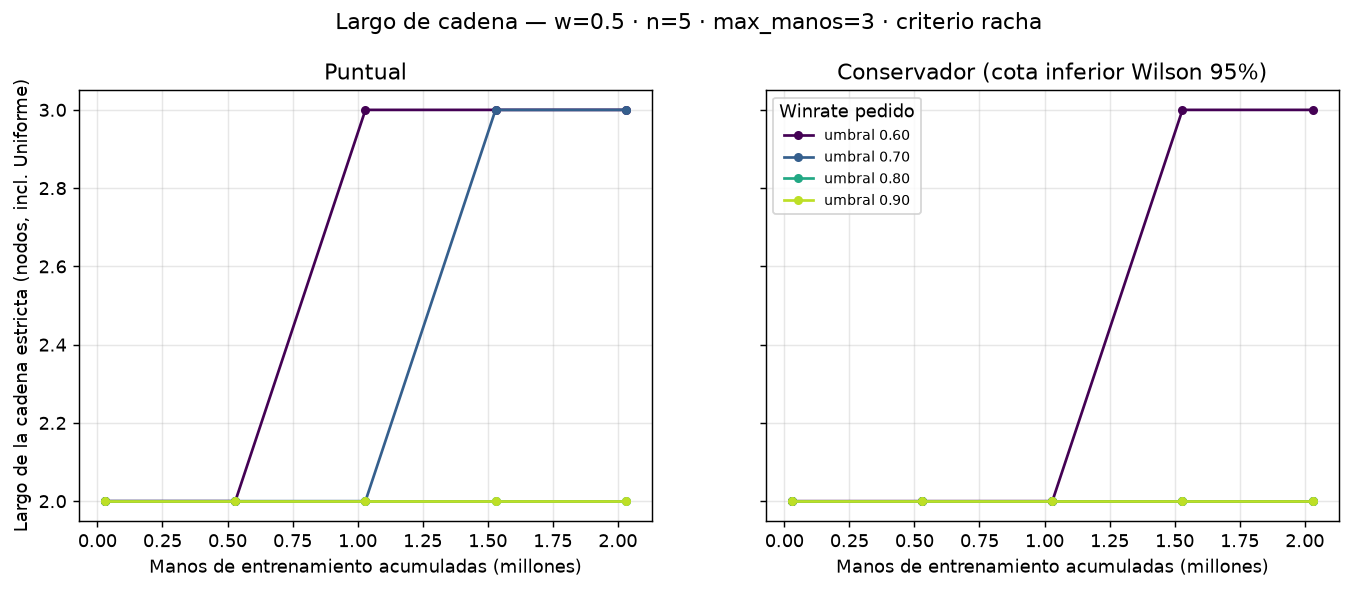 Largo de cadena — w=0.5 · n=5 · max_manos=3 · criterio racha
Puntual
Largo de la cadena estricta (nodos, incl. Uniforme)
3.0
2.8
2.6
2.4
2.2
2.0
0.00 0.25 0.50 0.75 1.00 1.25 1.50 1.75 2.00
Manos de entrenamiento acumuladas (millones)
Conservador (cota inferior Wilson 95%)
Winrate pedido
umbral 0.60
umbral 0.70
umbral 0.80
umbral 0.90
0.00 0.25 0.50 0.75 1.00 1.25 1.50 1.75 2.00
Manos de entrenamiento acumuladas (millones)